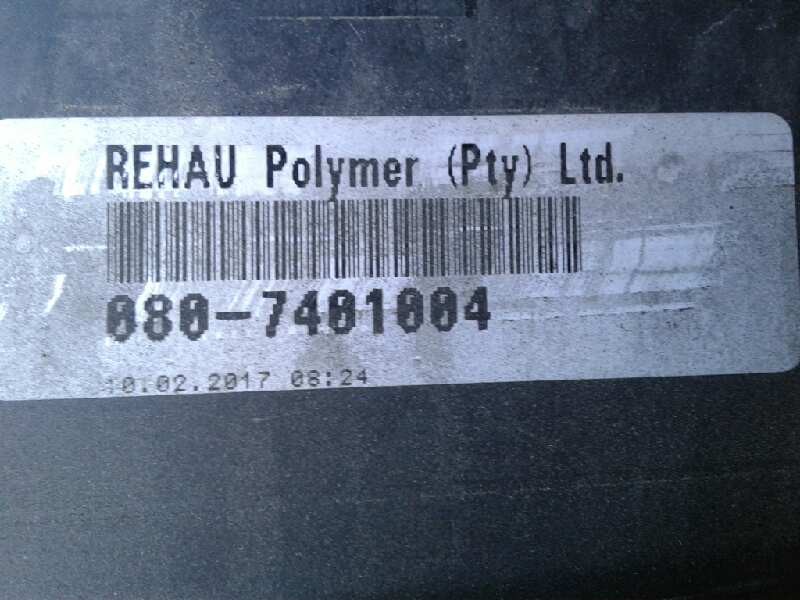 REHAU Polymer (Pty) Ltd.
080-7401004
10.02.2017 08:24